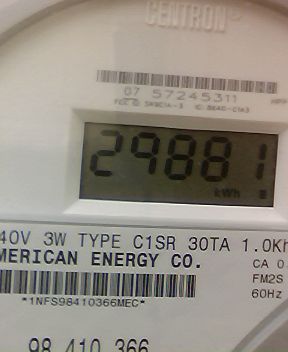 CENTRON®
07 57245311
29881
kWh
40V 3W TYPE C1SR 30TA 1.0Kh
MERICAN ENERGY CO.
CA 0.
FM2S
*1NFS98410366MEC*
60Hz
98 410 366